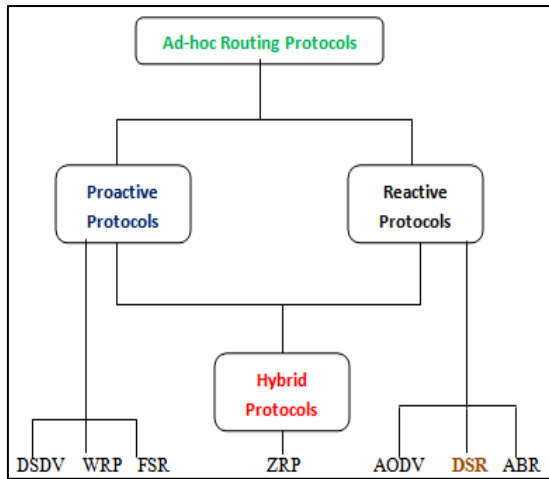 Ad-hoc Routing Protocols
Proactive
Protocols
Reactive
Protocols
Hybrid
Protocols
DSDV WRP FSR ZRP AODV DSR ABR